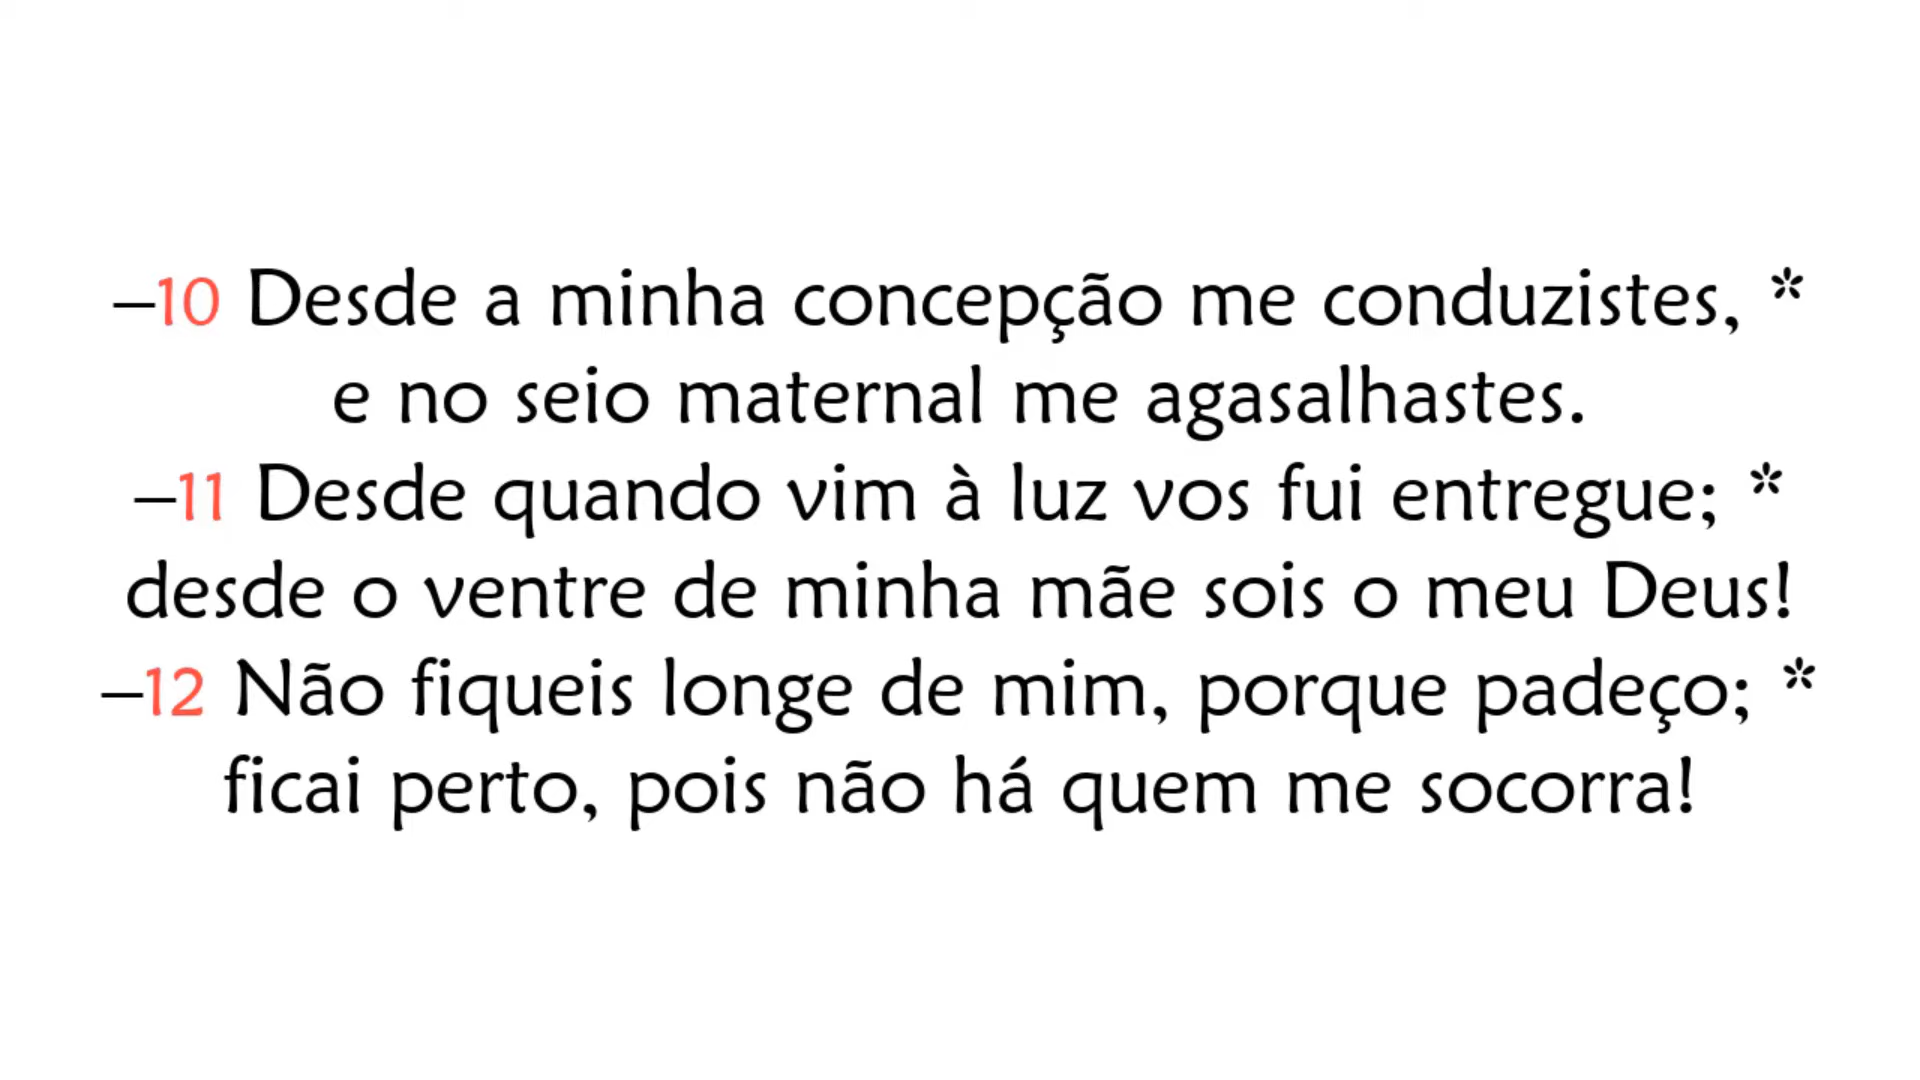 –10 Desde a minha concepção me conduzistes, *
e no seio maternal me agasalhastes.
–11 Desde quando vim à luz vos fui entregue; *
desde o ventre de minha mãe sois o meu Deus!
–12 Não fiqueis longe de mim, porque padeço; *
ficai perto, pois não há quem me socorra!